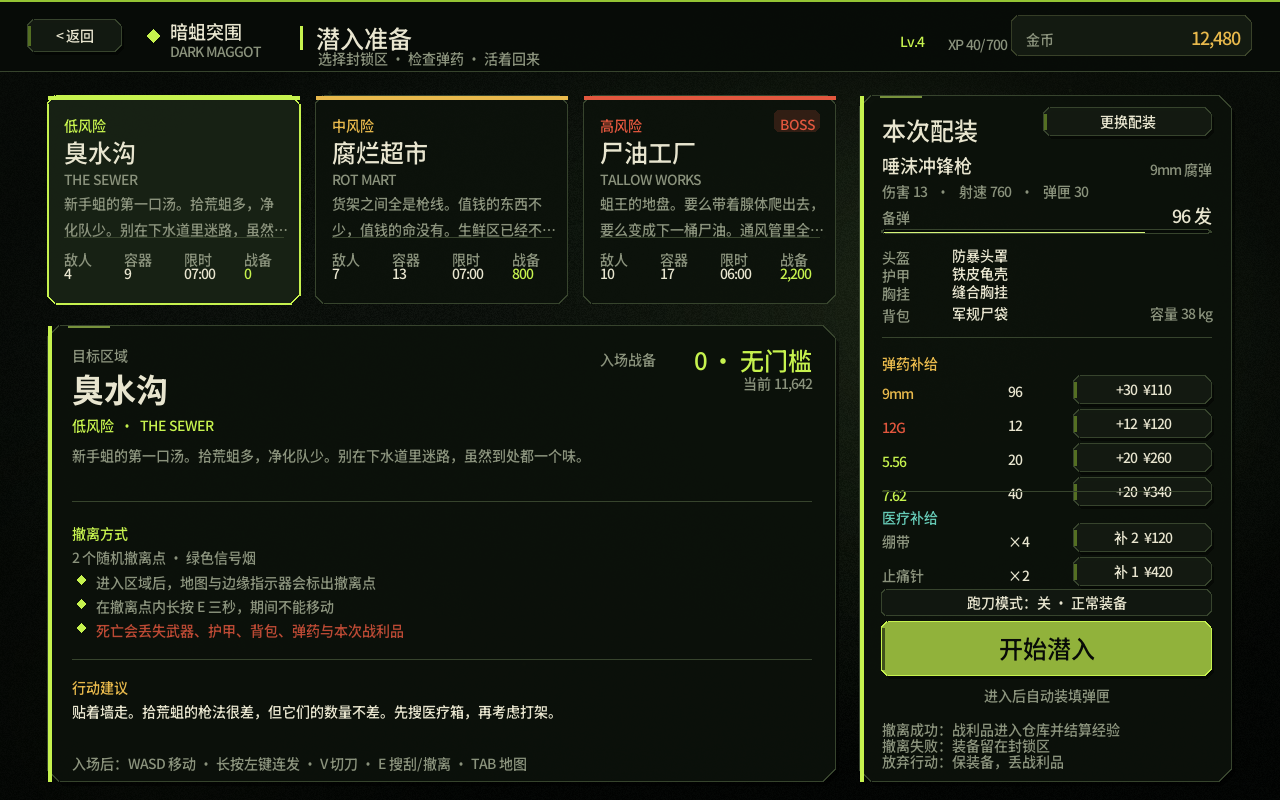 <返回
暗蛆突围
DARK MAGGOT
潜入准备
选择封锁区 · 检查弹药 · 活着回来
Lv.4
XP 40/700
金币
12,480
低风险
臭水沟
THE SEWER
新手蛆的第一口汤。拾荒蛆多，净
化队少。别在下水道里迷路，虽然…
敌人 容器 限时 战备
4 9 07:00 0
中风险
腐烂超市
ROT MART
货架之间全是枪线。值钱的东西不
少，值钱的命没有。生鲜区已经不…
敌人 容器 限时 战备
7 13 07:00 800
高风险
BOSS
尸油工厂
TALLOW WORKS
蛆王的地盘。要么带着腺体爬出去，
要么变成下一桶尸油。通风管里全…
敌人 容器 限时 战备
10 17 06:00 2,200
目标区域
臭水沟
低风险 · THE SEWER
入场战备 0 · 无门槛
当前 11,642
新手蛆的第一口汤。拾荒蛆多，净化队少。别在下水道里迷路，虽然到处都一个味。
撤离方式
2 个随机撤离点 · 绿色信号烟
进入区域后，地图与边缘指示器会标出撤离点
在撤离点内长按 E 三秒，期间不能移动
死亡会丢失武器、护甲、背包、弹药与本次战利品
行动建议
贴着墙走。拾荒蛆的枪法很差，但它们的数量不差。先搜医疗箱，再考虑打架。
入场后：WASD 移动 · 长按左键连发 · V 切刀 · E 搜刮/撤离 · TAB 地图
本次配装
更换配装
唾沫冲锋枪
9mm 腐弹
伤害 13 · 射速 760 · 弹匣 30
备弹
96 发
头盔 防暴头罩
护甲 铁皮龟壳
胸挂 缝合胸挂
背包 军规尸袋 容量 38 kg
弹药补给
9mm 96 +30 ¥110
12G 12 +12 ¥120
5.56 20 +20 ¥260
7.62 40 +20 ¥340
医疗补给
绷带 ×4 补 2 ¥120
止痛针 ×2 补 1 ¥420
跑刀模式：关 · 正常装备
开始潜入
进入后自动装填弹匣
撤离成功：战利品进入仓库并结算经验
撤离失败：装备留在封锁区
放弃行动：保装备，丢战利品